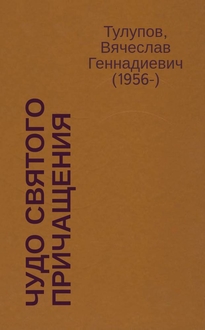 Тулупов,
Вячеслав
Геннадиевич
(1956-)
ЧУДО СВЯТОГО
ПРИЧАЩЕНИЯ